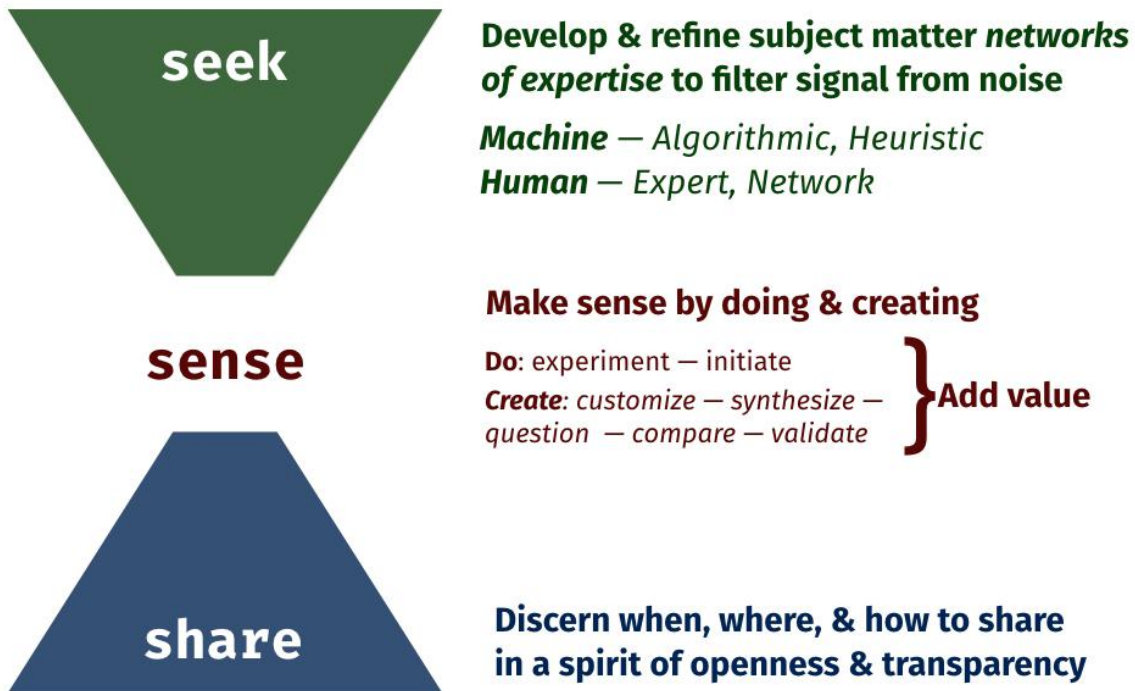 seek
Develop & refine subject matter networks
of expertise to filter signal from noise
Machine — Algorithmic, Heuristic
Human — Expert, Network
sense
Make sense by doing & creating
Do: experiment — initiate
Create: customize — synthesize —
question — compare — validate
}Add value
share
Discern when, where, & how to share
in a spirit of openness & transparency